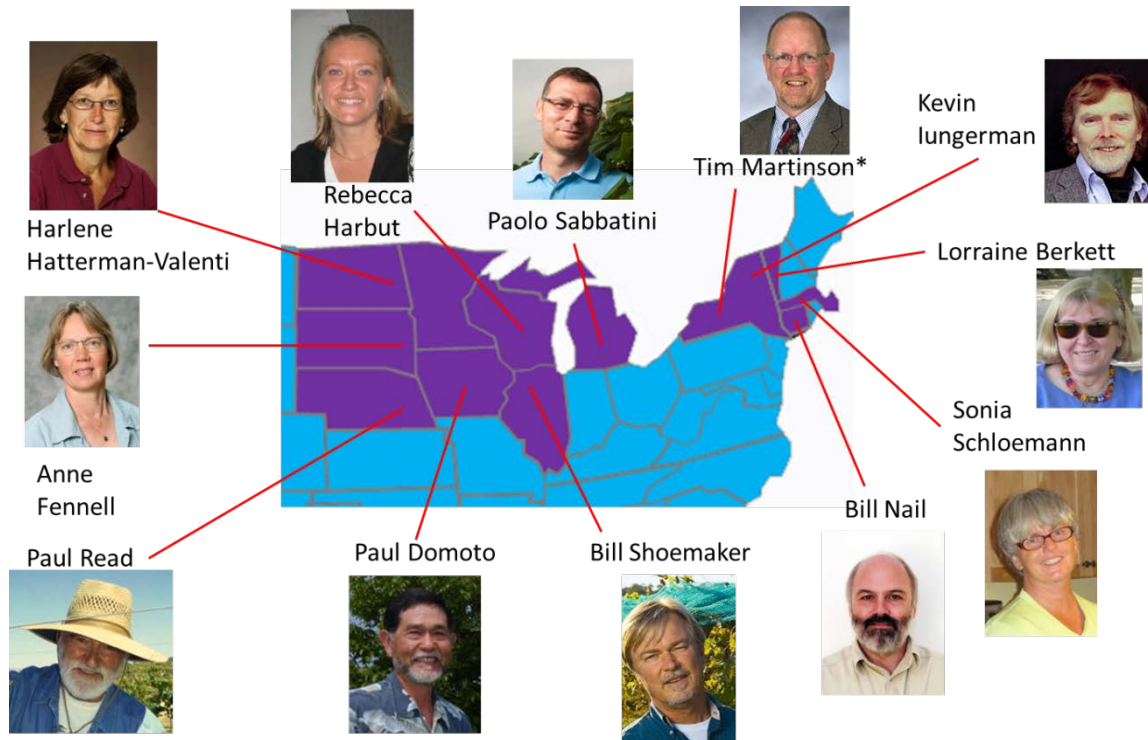 Kevin
Iungerman
Tim Martinson*
Rebecca
Harbut
Paolo Sabbatini
Harlene
Hatterman-Valenti
Lorraine Berkett
Sonia
Schloemann
Anne
Fennell
Bill Nail
Paul Read
Paul Domoto
Bill Shoemaker